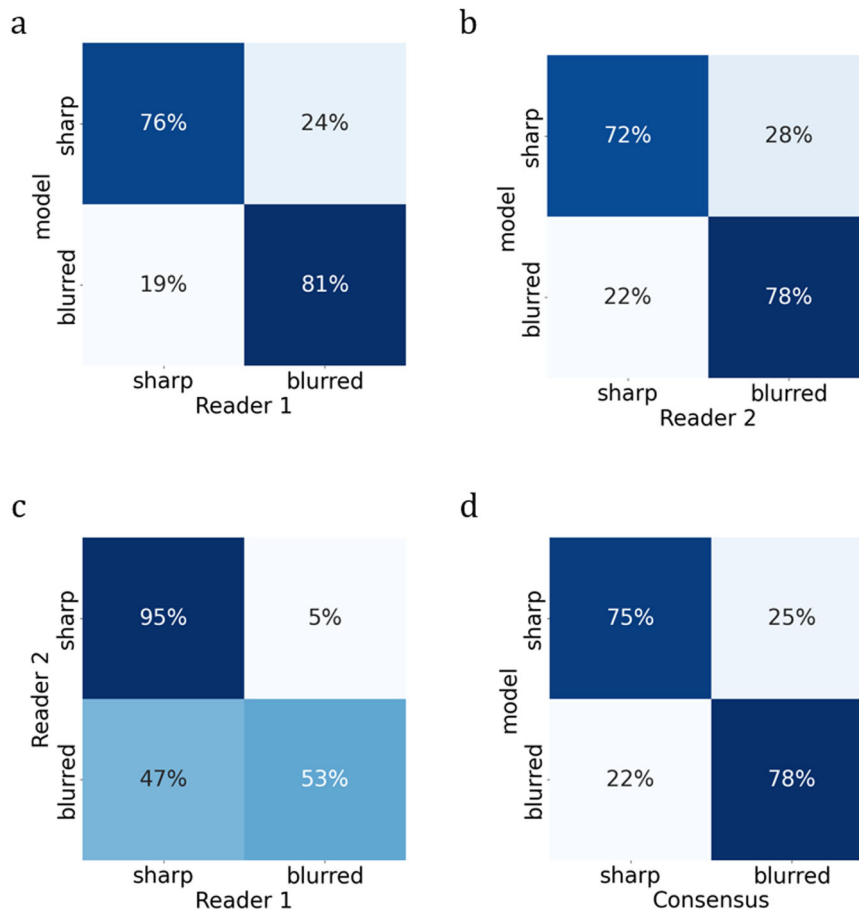 a
sharp
76%
24%
model
blurred
19%
81%
sharp
blurred
Reader 1
b
sharp
72%
28%
model
blurred
22%
78%
sharp
blurred
Reader 2
c
sharp
95%
5%
Reader 2
blurred
47%
53%
sharp
blurred
Reader 1
d
sharp
75%
25%
model
blurred
22%
78%
sharp
blurred
Consensus